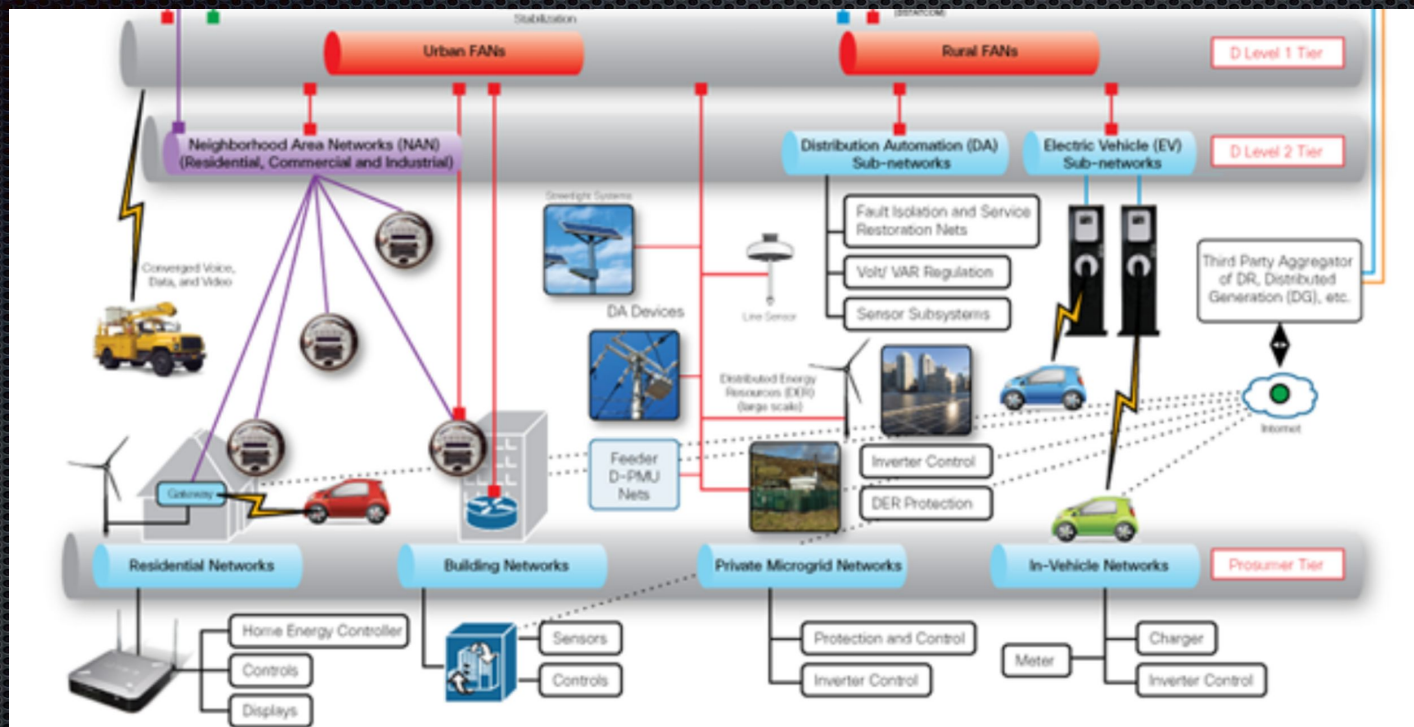 Stabilization
(DSTATCOM)
Urban FANs
Rural FANs
D Level 1 Tier
Neighborhood Area Networks (NAN)
(Residential, Commercial and Industrial)
Distribution Automation (DA)
Sub-networks
Electric Vehicle (EV)
Sub-networks
D Level 2 Tier
Streetlight Systems
Fault Isolation and Service
Restoration Nets
Volt/ VAR Regulation
Sensor Subsystems
Converged Voice,
Data, and Video
Third Party Aggregator
of DR, Distributed
Generation (DG), etc.
DA Devices
Line Sensor
Distributed Energy
Resources (DER)
(large scale)
Internet
Feeder
D-PMU
Nets
Inverter Control
DER Protection
Gateway
Residential Networks
Building Networks
Private Microgrid Networks
In-Vehicle Networks
Prosumer Tier
Home Energy Controller
Controls
Displays
Sensors
Controls
Protection and Control
Inverter Control
Meter
Charger
Inverter Control